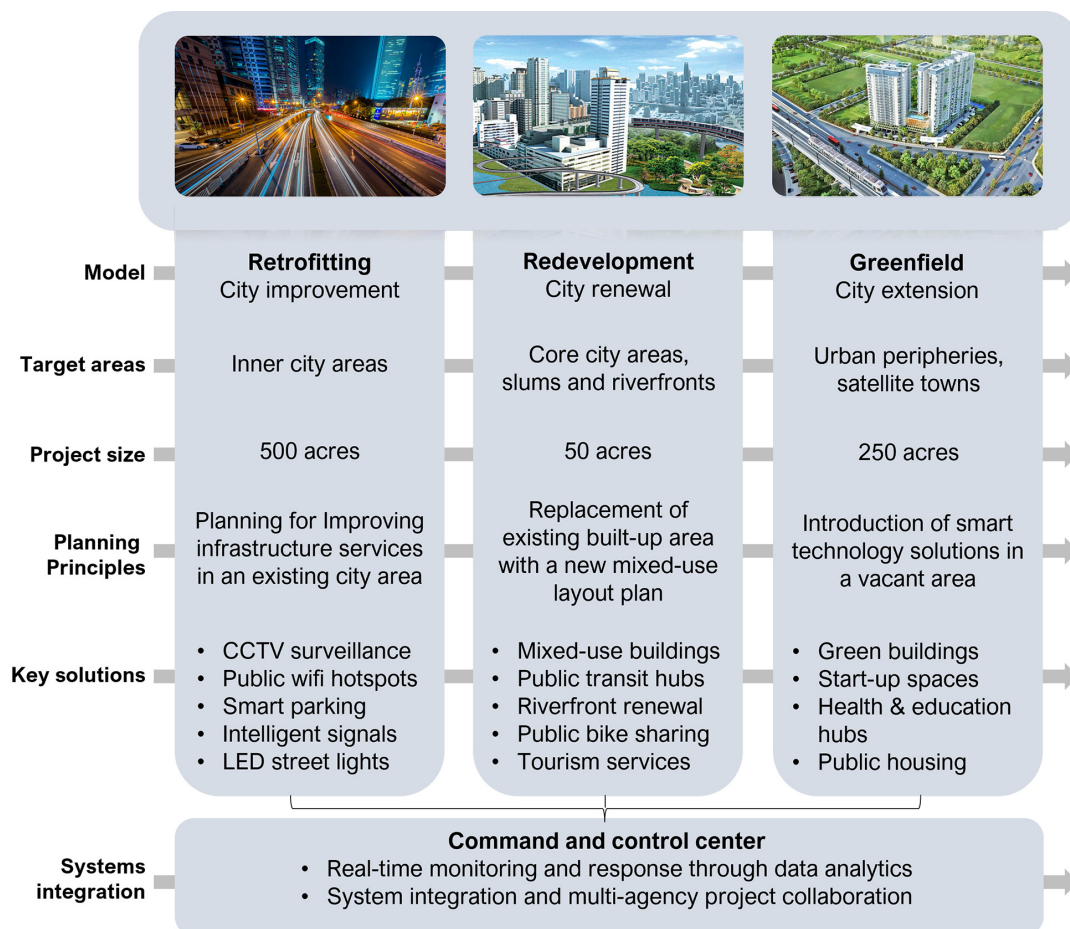 Model
Retrofitting
City improvement
Redevelopment
City renewal
Greenfield
City extension
Target areas
Inner city areas
Core city areas,
slums and riverfronts
Urban peripheries,
satellite towns
Project size
500 acres
50 acres
250 acres
Planning
Principles
Planning for Improving
infrastructure services
in an existing city area
Replacement of
existing built-up area
with a new mixed-use
layout plan
Introduction of smart
technology solutions in
a vacant area
Key solutions
• CCTV surveillance
• Public wifi hotspots
• Smart parking
• Intelligent signals
• LED street lights
• Mixed-use buildings
• Public transit hubs
• Riverfront renewal
• Public bike sharing
• Tourism services
• Green buildings
• Start-up spaces
• Health & education
hubs
• Public housing
Systems
integration
Command and control center
• Real-time monitoring and response through data analytics
• System integration and multi-agency project collaboration